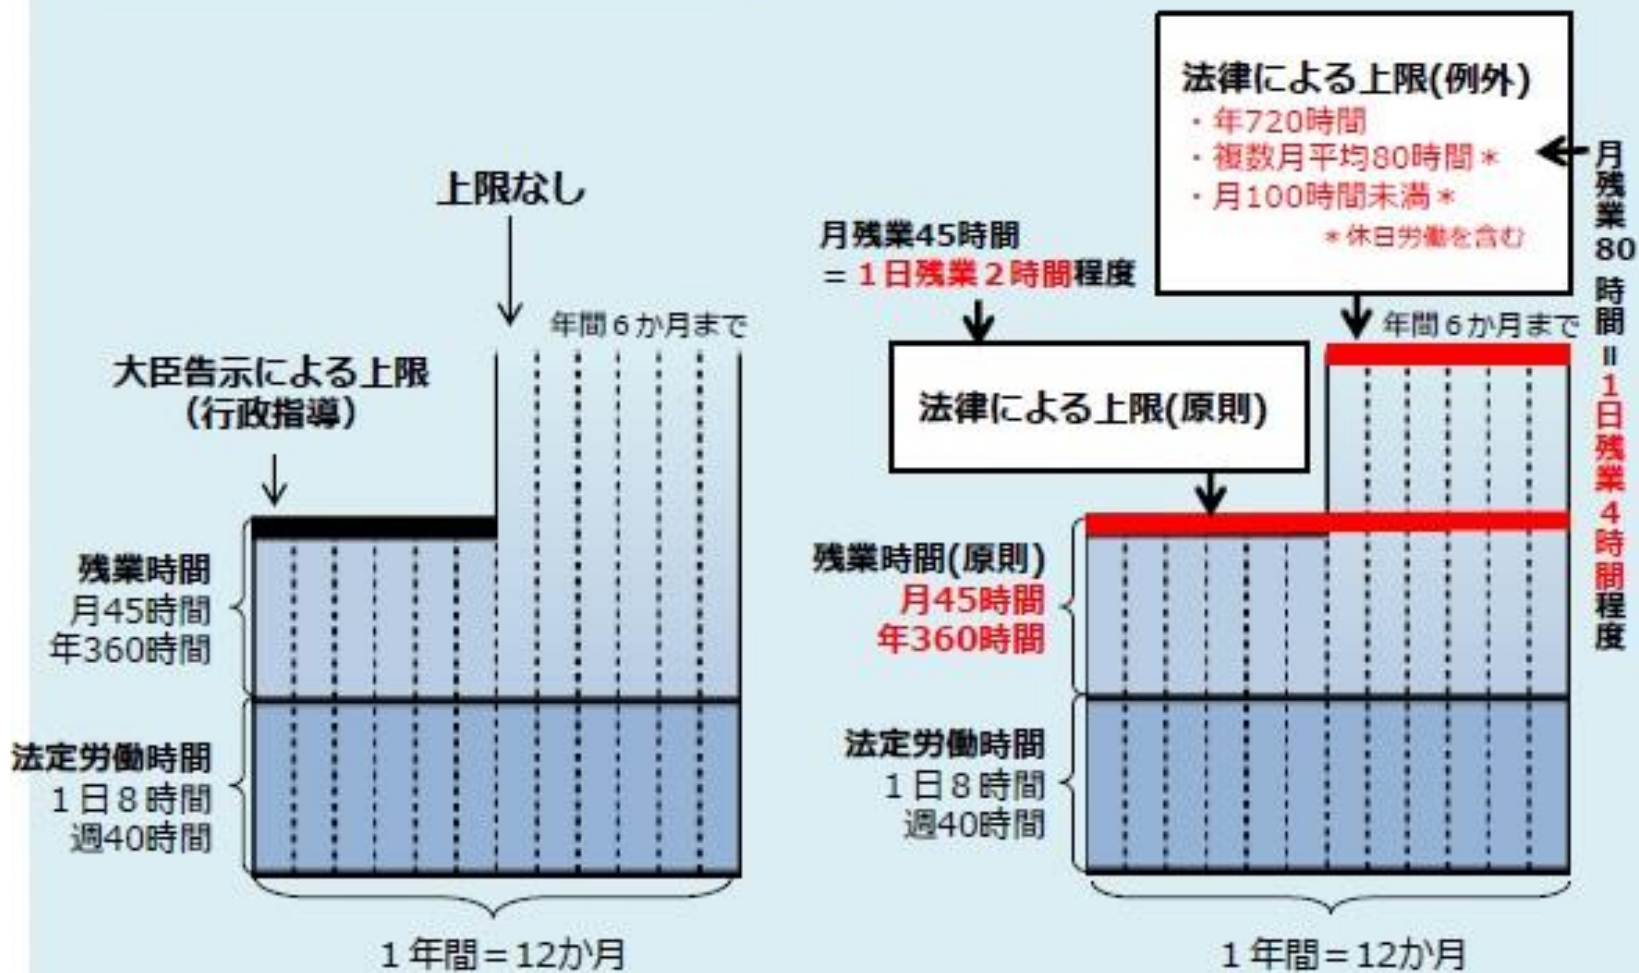 上限なし
年間６か月まで
大臣告示による上限
（行政指導）
残業時間
月45時間
年360時間
法定労働時間
１日８時間
週40時間
１年間＝12か月
法律による上限(例外)
・年720時間
・複数月平均80時間＊
・月100時間未満＊
＊休日労働を含む
月残業80時間＝１日残業４時間程度
月残業45時間
＝１日残業２時間程度
年間６か月まで
法律による上限(原則)
残業時間(原則)
月45時間
年360時間
法定労働時間
１日８時間
週40時間
１年間＝12か月